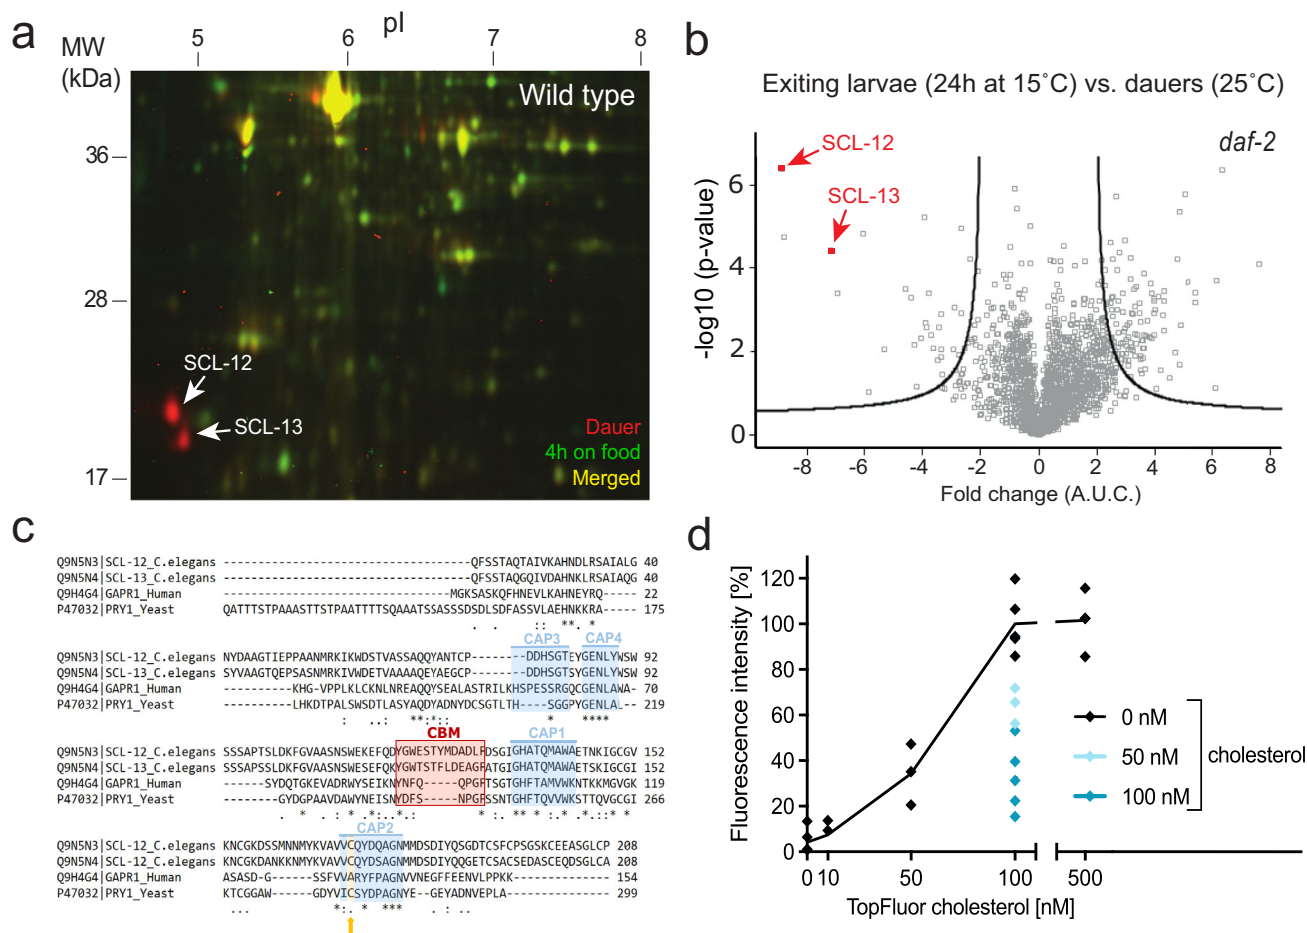 a
pI
MW
(kDa)
5
6
7
8
Wild type
36
28
17
SCL-12
SCL-13
Dauer
4h on food
Merged
b
Exiting larvae (24h at 15˚C) vs. dauers (25˚C)
daf-2
SCL-12
SCL-13
-log10 (p-value)
6
4
2
0
-8
-6
-4
-2
0
2
4
6
8
Fold change (A.U.C.)
c
Q9N5N3|SCL-12_C.elegans ------------------------------------QFSSTAQTAIVKAHNDLRSAIALG 40
Q9N5N4|SCL-13_C.elegans ------------------------------------QFSSTAQGQIVDAHNKLRSAIAQG 40
Q9H4G4|GAPR1_Human ---------------------------------MGKSASKQFHNEVLKAHNEYRQ----- 22
P47032|PRY1_Yeast QATTTSTPAAASTTSTPAATTTTSQAAATSSASSSDSDLSDFASSVLAEHNKKRA----- 175
. . :: **. *
CAP3 CAP4
Q9N5N3|SCL-12_C.elegans NYDAAGTIEPPAANMRKIKWDSTVASSAQQYANTCP--------DDHSGTEYGENLYWSW 92
Q9N5N4|SCL-13_C.elegans SYVAAGTQEPSASNMRKIVWDETVAAAAQEYAEGCP--------DDHSGTSYGENLYWSW 92
Q9H4G4|GAPR1_Human ----------KHG-VPPLKLCKNLNREAQQYSEALASTRILKHSPESSRGQCGENLAWA- 70
P47032|PRY1_Yeast ----------LHKDTPALSWSDTLASYAQDYADNYDCSGTLTH----SGGPYGENLAL-- 219
: ..: **:*:: * ****
CBM CAP1
Q9N5N3|SCL-12_C.elegans SSSAPTSLDKFGVAASNSWEKEFQDYGWESTYMDADLFDSGIGHATQMAWAETNKIGCGV 152
Q9N5N4|SCL-13_C.elegans SSSAPSSLDKFGVAASNSWESEFQKYGWTSTFLDEAGFATGIGHATQMAWAETSKIGCGI 152
Q9H4G4|GAPR1_Human ------SYDQTGKEVADRWYSEIKNYNFQ-----QPGFTSGTGHFTAMVWKNTKKMGVGK 119
P47032|PRY1_Yeast --------GYDGPAAVDAWYNEISNYDFS-----NPGFSSNTGHFTQVVWKSTTQVGCGI 266
. * . : * .*:..*.: * :. ** * :.* .*.::* *
CAP2
Q9N5N3|SCL-12_C.elegans KNCGKDSSMNNMYKVAVVCQYDQAGNMMDSDIYQSGDTCSFCPSGSKCEEASGLCP 208
Q9N5N4|SCL-13_C.elegans KNCGKDANKKNMYKVAVVCQYDSAGNMMDSDIYQQGETCSACSEDASCEQDSGLCA 208
Q9H4G4|GAPR1_Human ASASD-G-----SSFVVARYFPAGNVVNEGFFEENVLPPKK-------------- 154
P47032|PRY1_Yeast KTCGGAW------GDYVICSYDPAGNYE--GEYADNVEPLA-------------- 299
... *:. * *** . : ..
d
Fluorescence intensity [%]
120
100
80
60
40
20
0
0
10
50
100
500
TopFluor cholesterol [nM]
0 nM
50 nM
100 nM
cholesterol